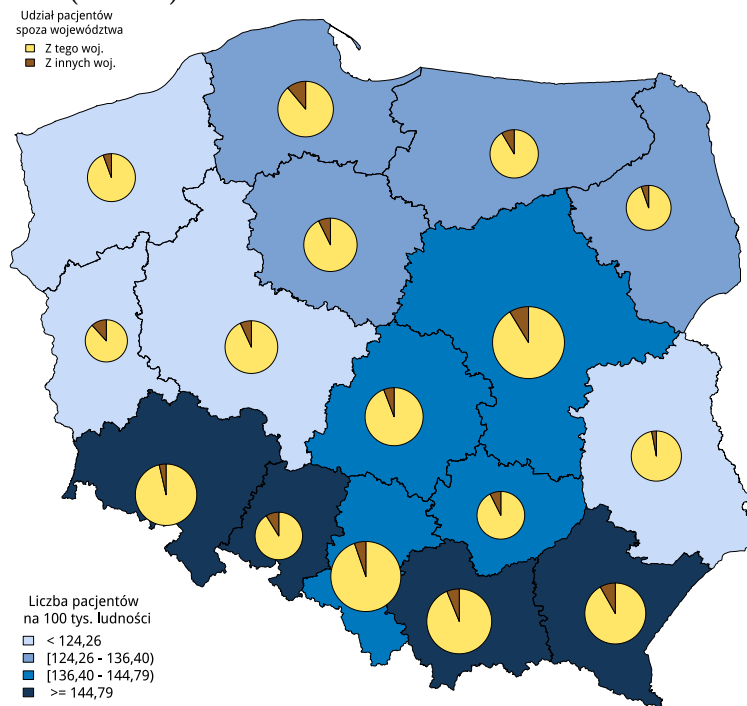 Udział pacjentów
spoza województwa
Z tego woj.
Z innych woj.
Liczba pacjentów
na 100 tys. ludności
< 124,26
[124,26 - 136,40)
[136,40 - 144,79)
>= 144,79